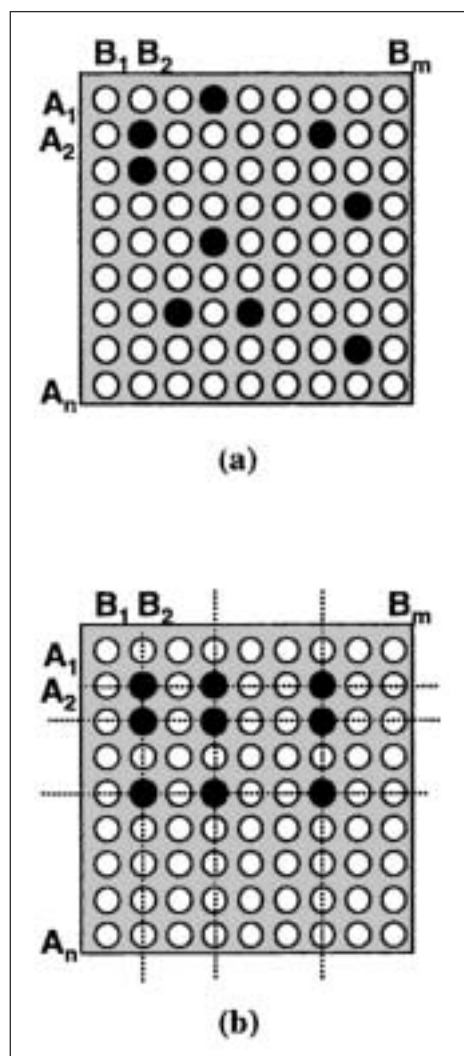 B₁ B₂ Bₘ
A₁
A₂
Aₙ
(a)
B₁ B₂ Bₘ
A₁
A₂
Aₙ
(b)